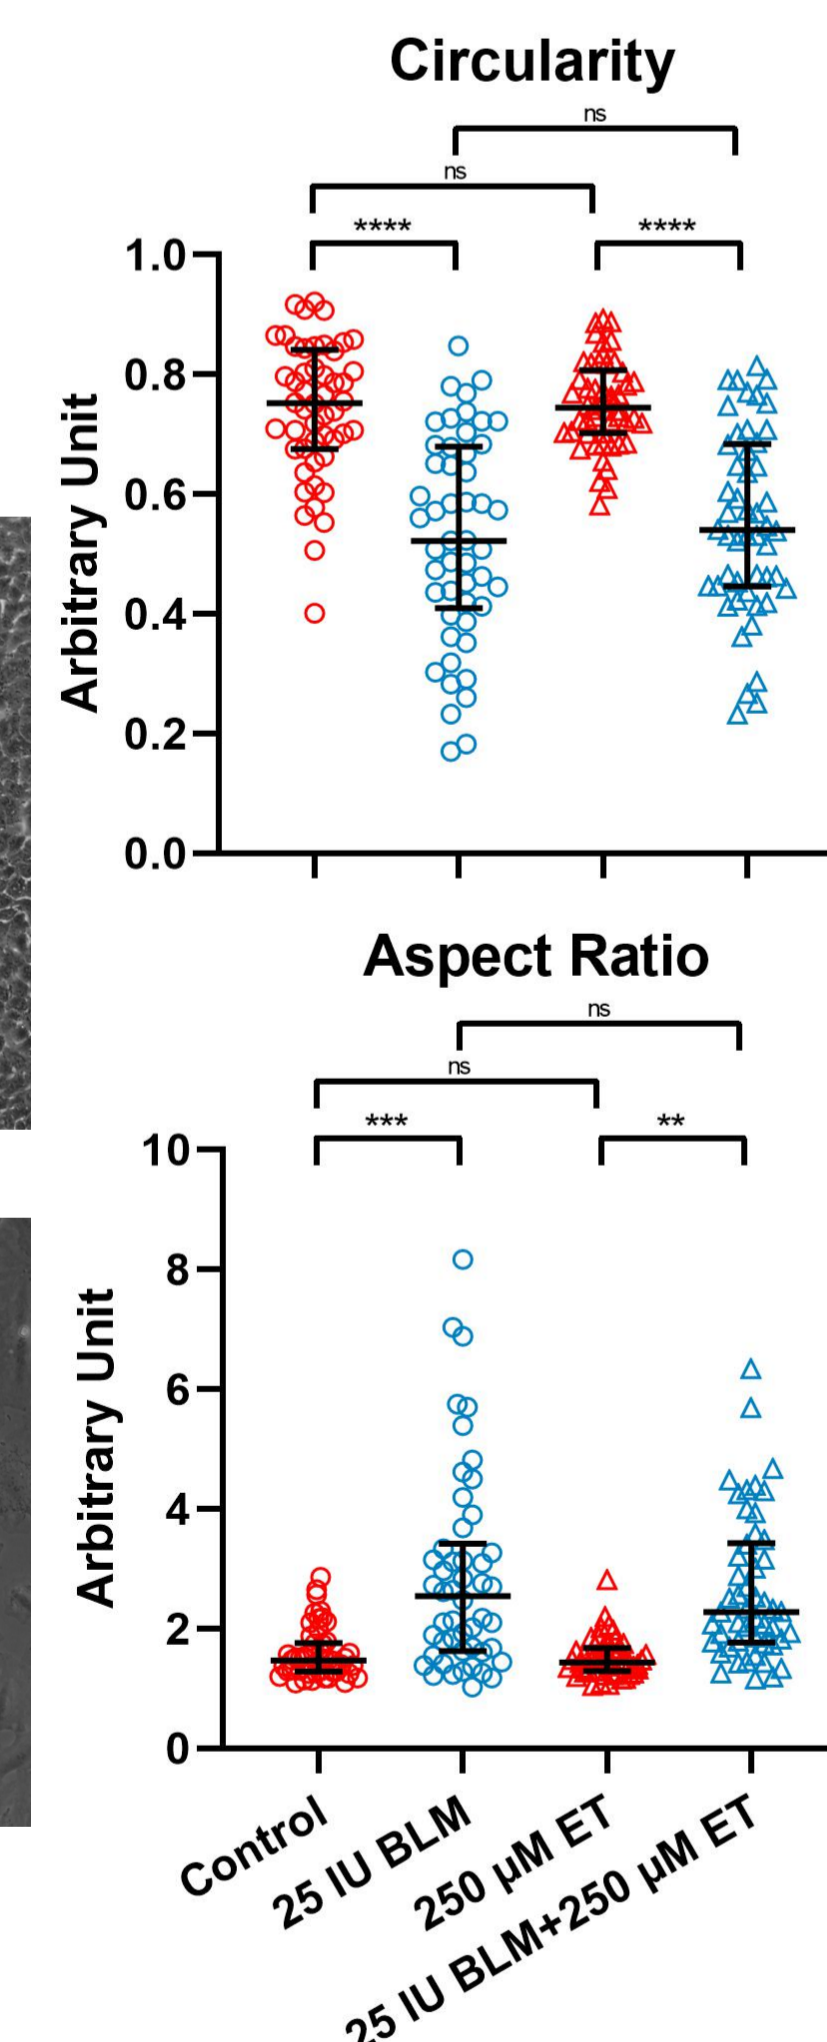 Circularity
ns
ns
**** ****
1.0
0.8
0.6
0.4
0.2
0.0
Arbitrary Unit
Aspect Ratio
ns
ns
*** **
10
8
6
4
2
0
Arbitrary Unit
Control
25 IU BLM
250 µM ET
25 IU BLM+250 µM ET